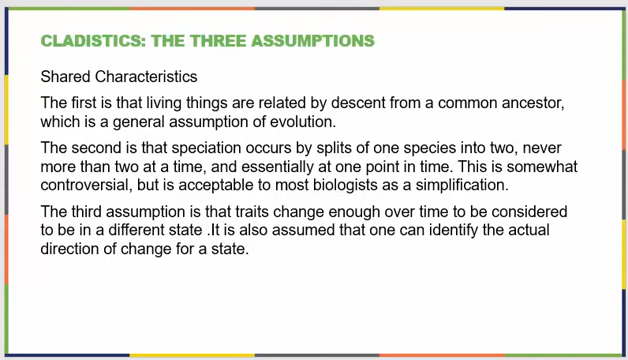 CLADISTICS: THE THREE ASSUMPTIONS
Shared Characteristics
The first is that living things are related by descent from a common ancestor,
which is a general assumption of evolution.
The second is that speciation occurs by splits of one species into two, never
more than two at a time, and essentially at one point in time. This is somewhat
controversial, but is acceptable to most biologists as a simplification.
The third assumption is that traits change enough over time to be considered
to be in a different state .It is also assumed that one can identify the actual
direction of change for a state.